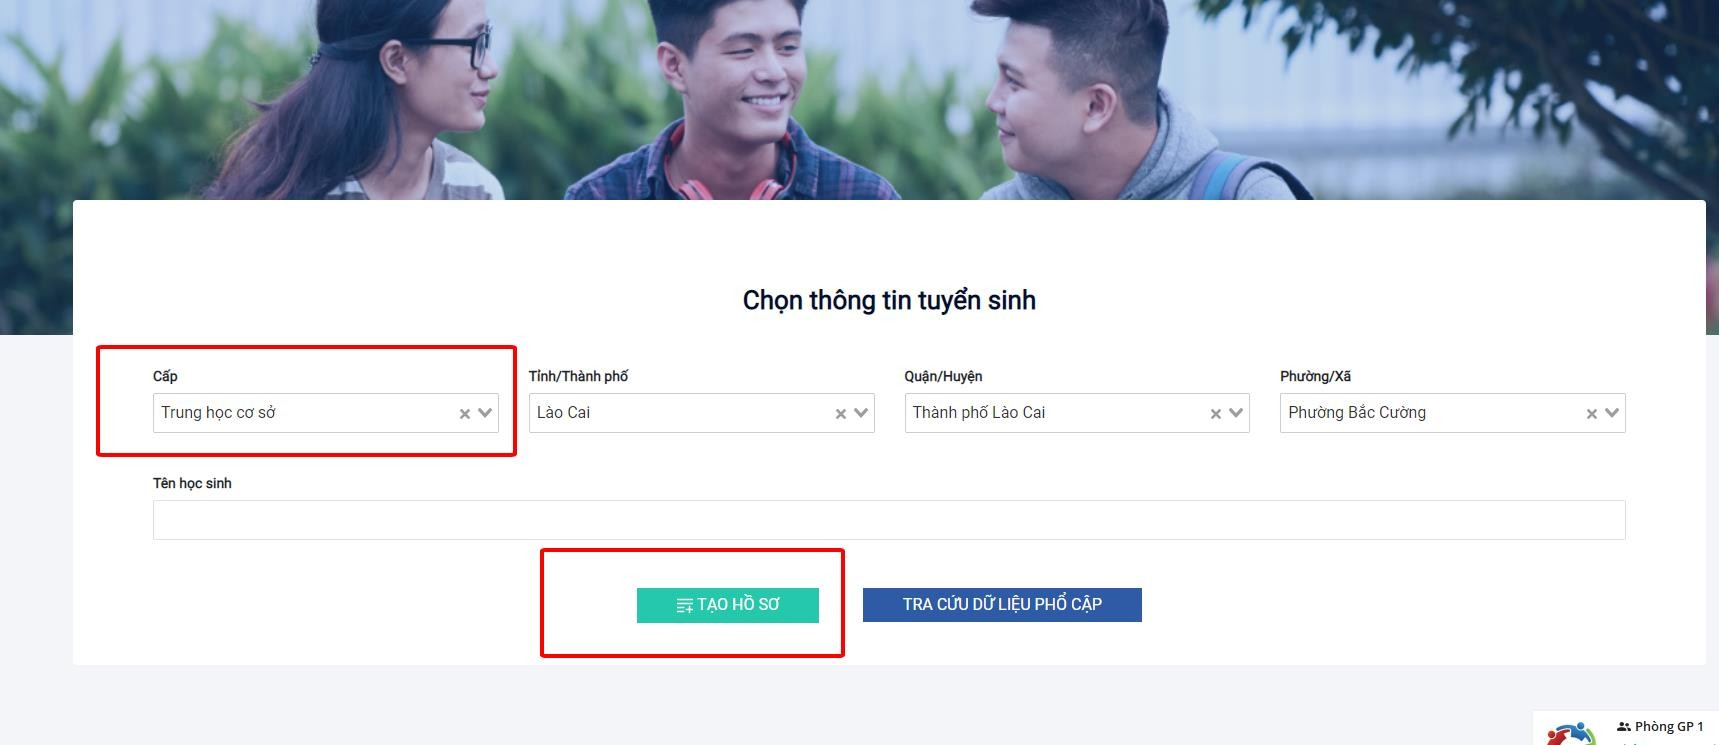 Chọn thông tin tuyển sinh
Cấp
Tỉnh/Thành phố
Quận/Huyện
Phường/Xã
Trung học cơ sở
Lào Cai
Thành phố Lào Cai
Phường Bắc Cường
Tên học sinh
TẠO HỒ SƠ
TRA CỨU DỮ LIỆU PHỔ CẬP
Phòng GP 1